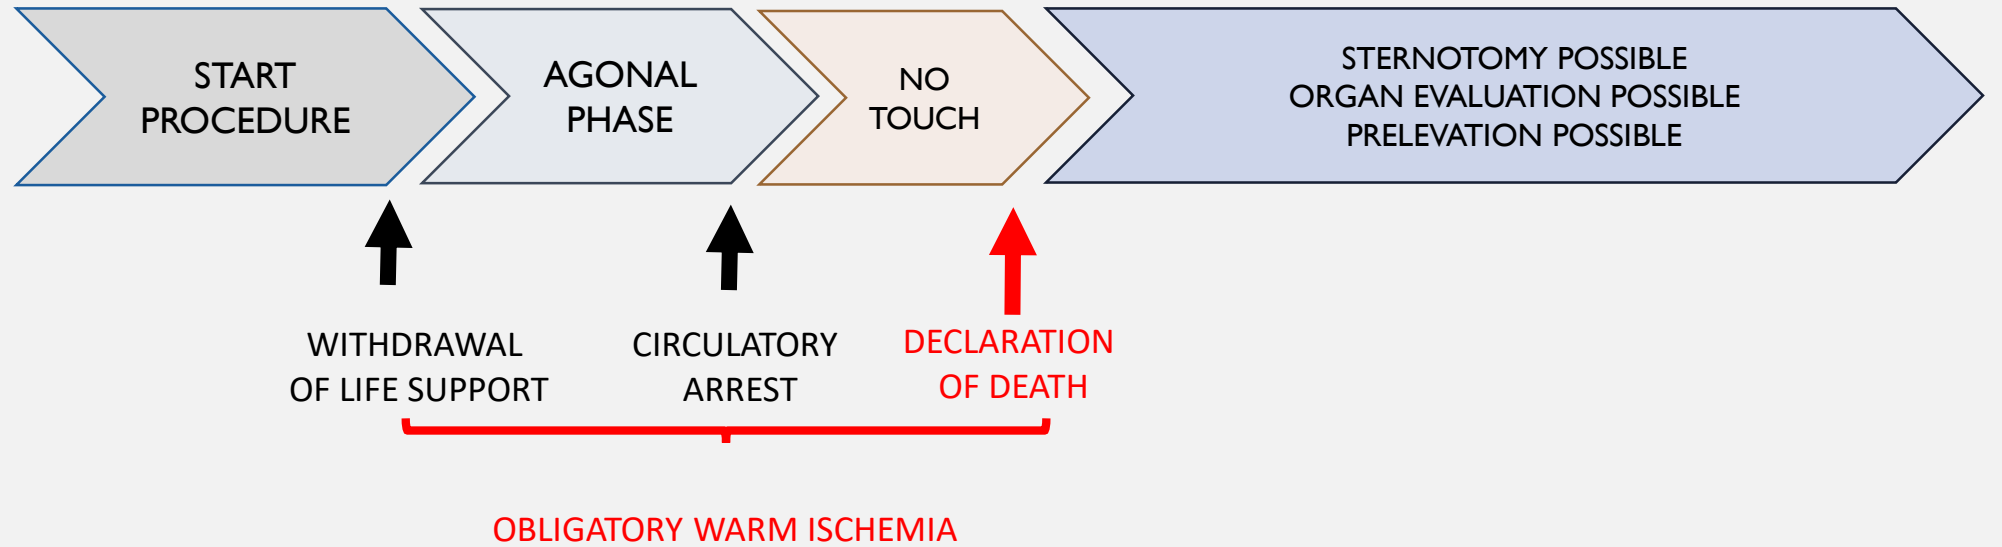 START
PROCEDURE
AGONAL
PHASE
NO
TOUCH
STERNOTOMY POSSIBLE
ORGAN EVALUATION POSSIBLE
PRELEVATION POSSIBLE
WITHDRAWAL
OF LIFE SUPPORT
CIRCULATORY
ARREST
DECLARATION
OF DEATH
OBLIGATORY WARM ISCHEMIA